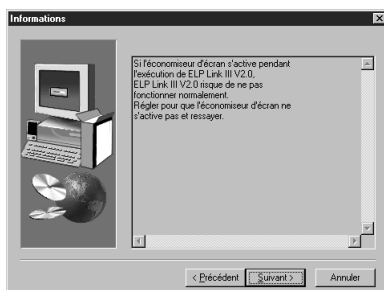 Informations
Si l'économiseur d'écran s'active pendant
l'exécution de ELP Link III V2.0,
ELP Link III V2.0 risque de ne pas
fonctionner normalement.
Régler pour que l'économiseur d'écran ne
s'active pas et ressayer.
< Précédent Suivant > Annuler